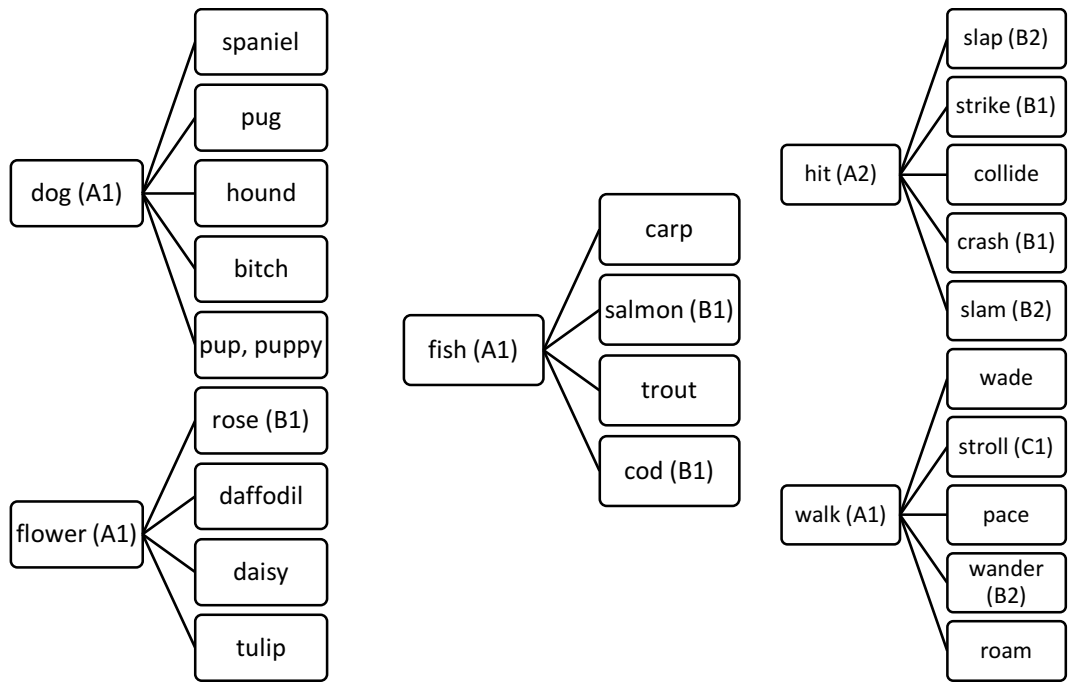 dog (A1)
spaniel
pug
hound
bitch
pup, puppy
flower (A1)
rose (B1)
daffodil
daisy
tulip
fish (A1)
carp
salmon (B1)
trout
cod (B1)
hit (A2)
slap (B2)
strike (B1)
collide
crash (B1)
slam (B2)
walk (A1)
wade
stroll (C1)
pace
wander
(B2)
roam